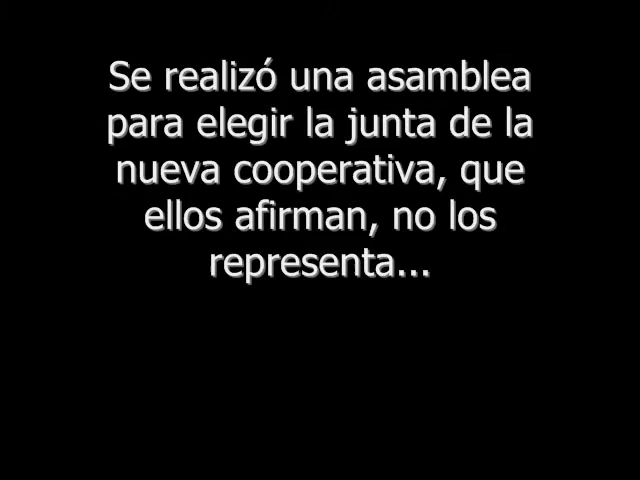 Se realizó una asamblea
para elegir la junta de la
nueva cooperativa, que
ellos afirman, no los
representa...